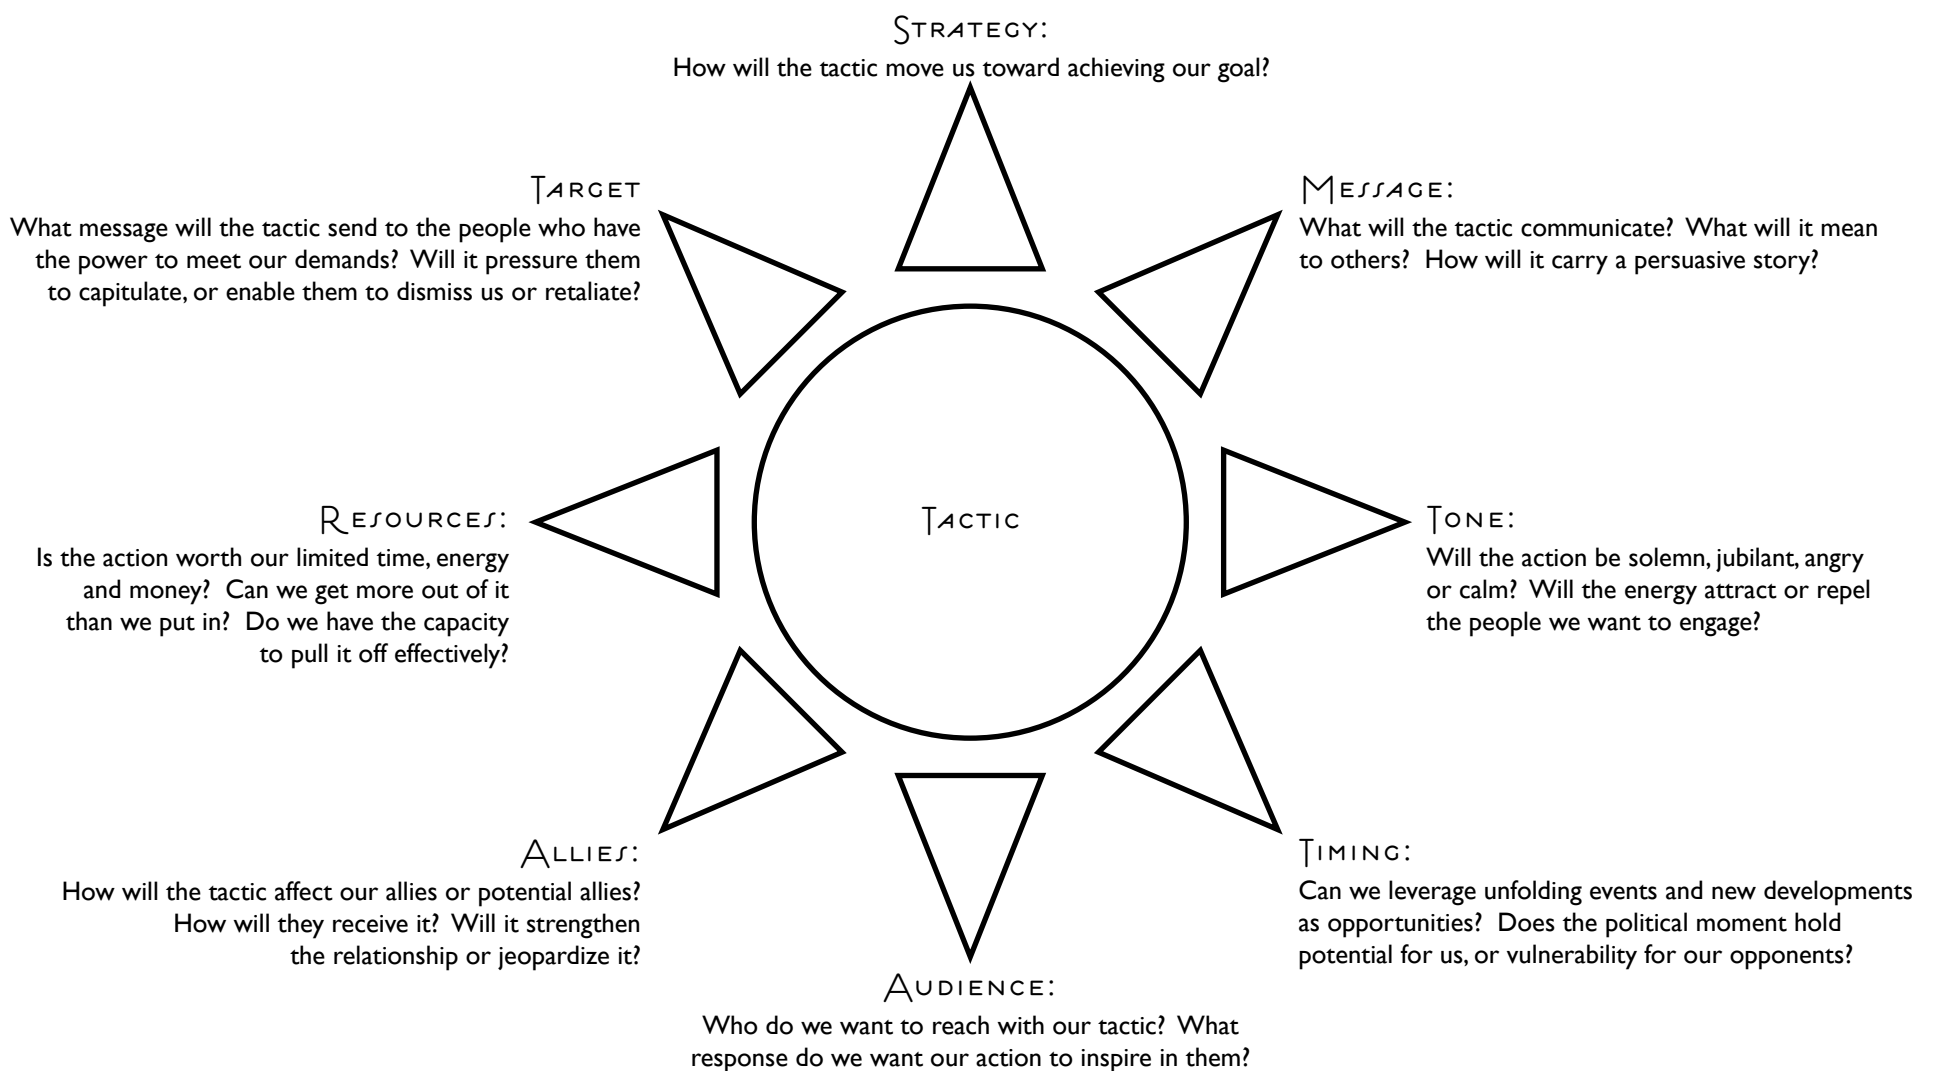 Strategy:
How will the tactic move us toward achieving our goal?
Target
What message will the tactic send to the people who have
the power to meet our demands?  Will it pressure them
to capitulate, or enable them to dismiss us or retaliate?
Message:
What will the tactic communicate?  What will it mean
to others?  How will it carry a persuasive story?
Resources:
Is the action worth our limited time, energy
and money?  Can we get more out of it
than we put in?  Do we have the capacity
to pull it off effectively?
Tactic
Tone:
Will the action be solemn, jubilant, angry
or calm?  Will the energy attract or repel
the people we want to engage?
Allies:
How will the tactic affect our allies or potential allies?
How will they receive it?  Will it strengthen
the relationship or jeopardize it?
Timing:
Can we leverage unfolding events and new developments
as opportunities?  Does the political moment hold
potential for us, or vulnerability for our opponents?
Audience:
Who do we want to reach with our tactic?  What
response do we want our action to inspire in them?